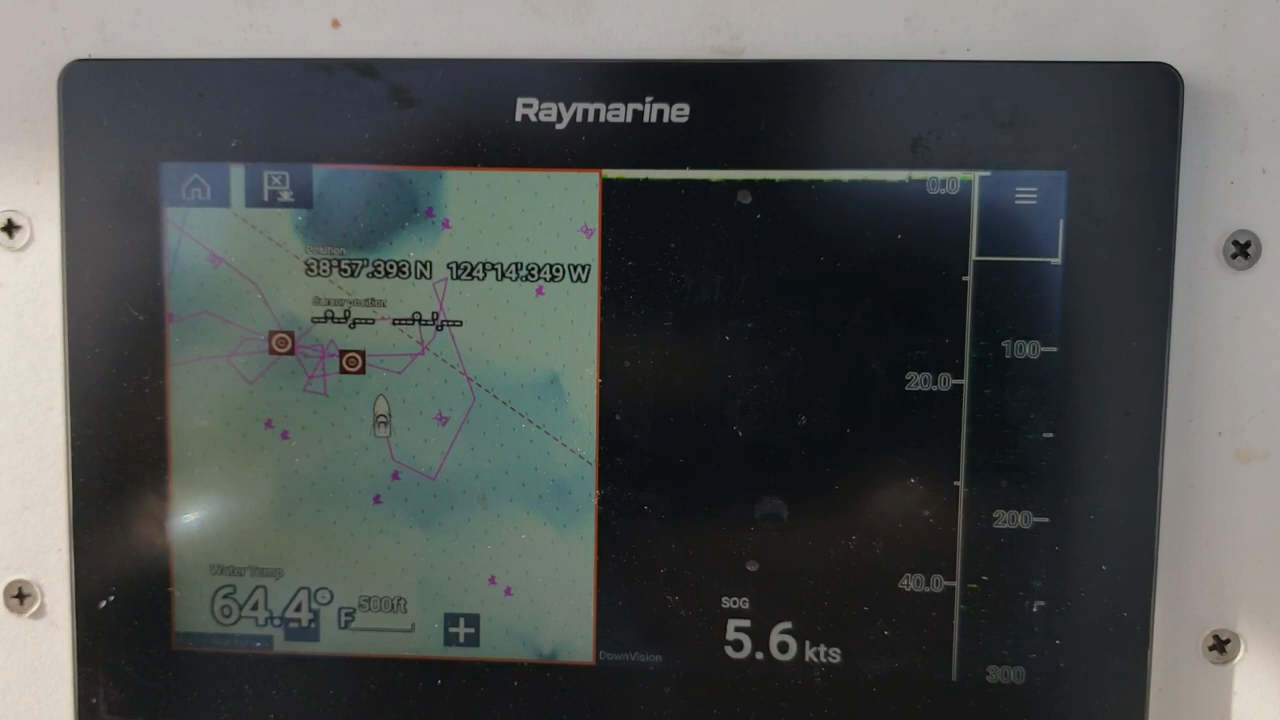 Raymarine
Position
38°57'.393 N 124°14'.349 W
Cursor position
0.0
100
20.0
200
40.0
300
Water Temp
64.4° F
500ft
SOG
5.6 kts
DownVision